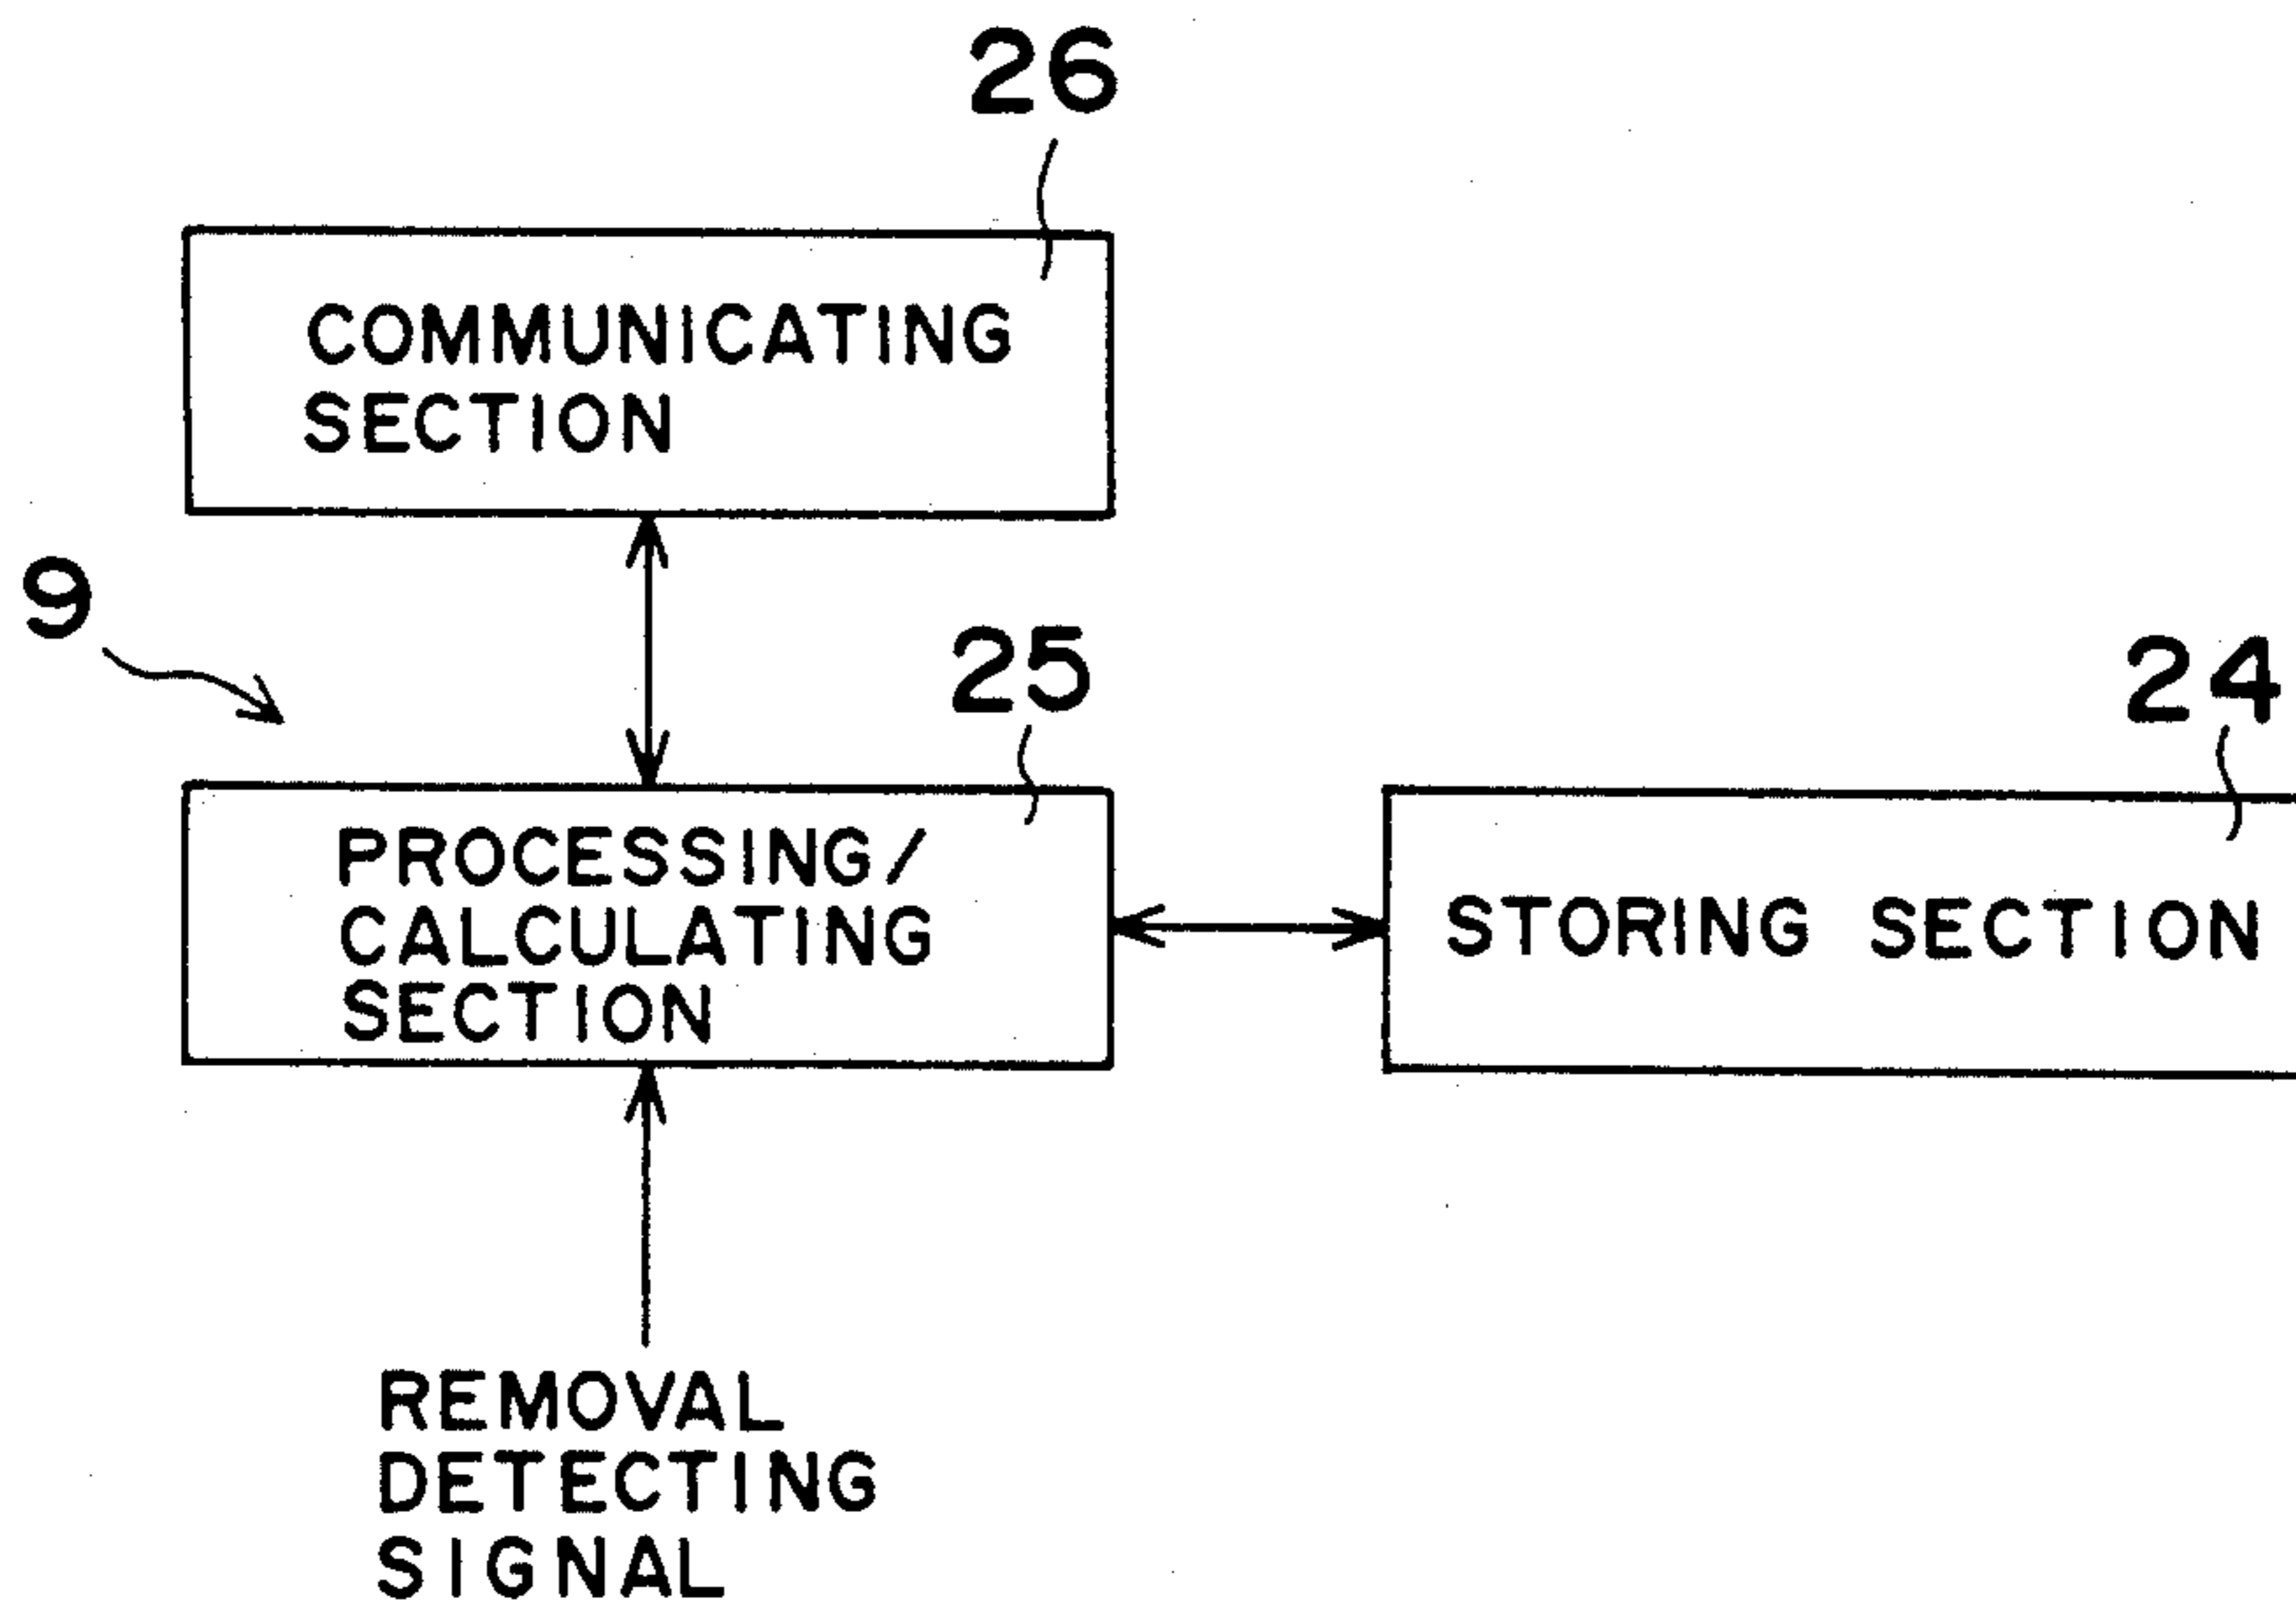 26
COMMUNICATING
SECTION
9
25
24
PROCESSING/
CALCULATING
SECTION
STORING SECTION
REMOVAL
DETECTING
SIGNAL